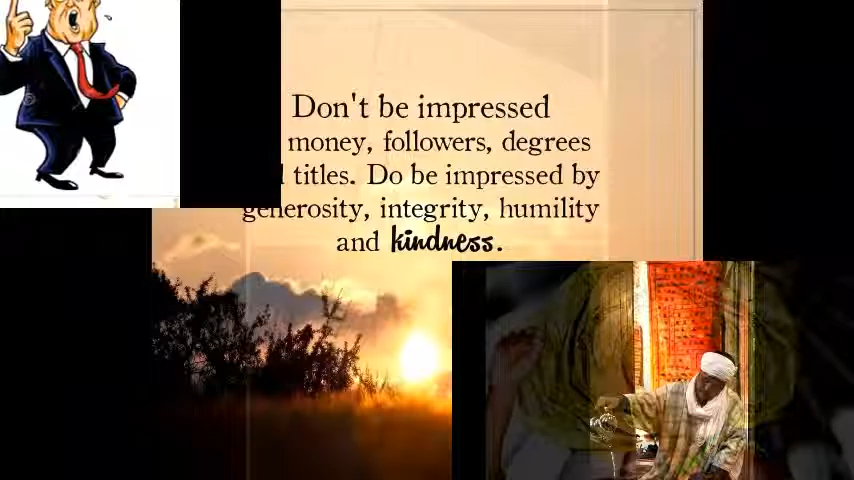 Don't be impressed
money, followers, degrees
titles. Do be impressed by
generosity, integrity, humility
and kindness.